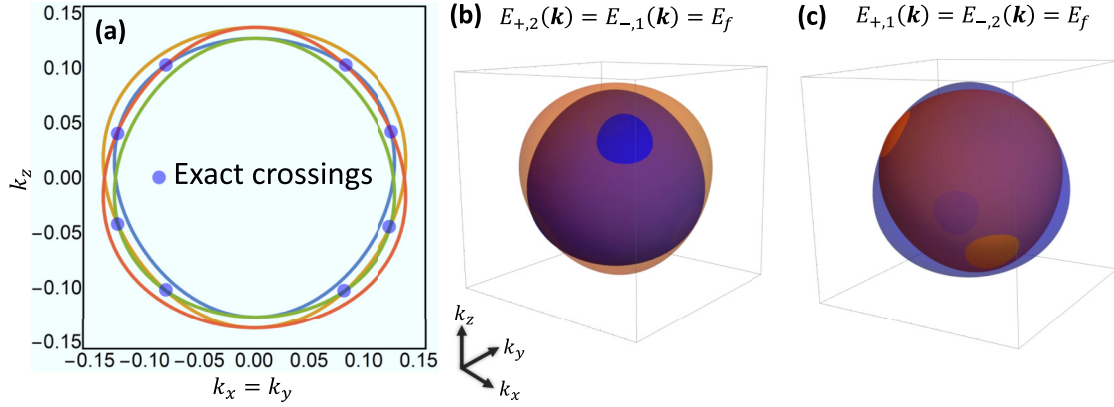 (a)
0.15
0.10
0.05
0.00
−0.05
−0.10
−0.15
k_z
Exact crossings
−0.15 −0.10 −0.05 0.00 0.05 0.10 0.15
k_x = k_y
(b) E_{+,2}(k) = E_{−,1}(k) = E_f
k_z
k_y
k_x
(c) E_{+,1}(k) = E_{−,2}(k) = E_f